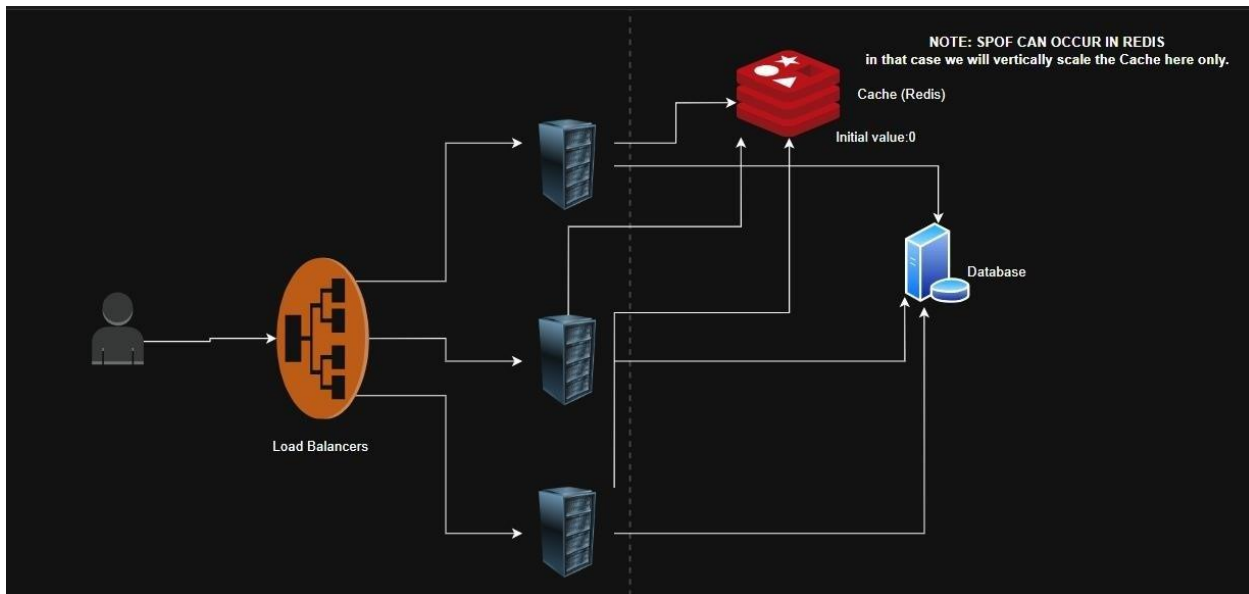 NOTE: SPOF CAN OCCUR IN REDIS
in that case we will vertically scale the Cache here only.
Cache (Redis)
Initial value:0
Database
Load Balancers